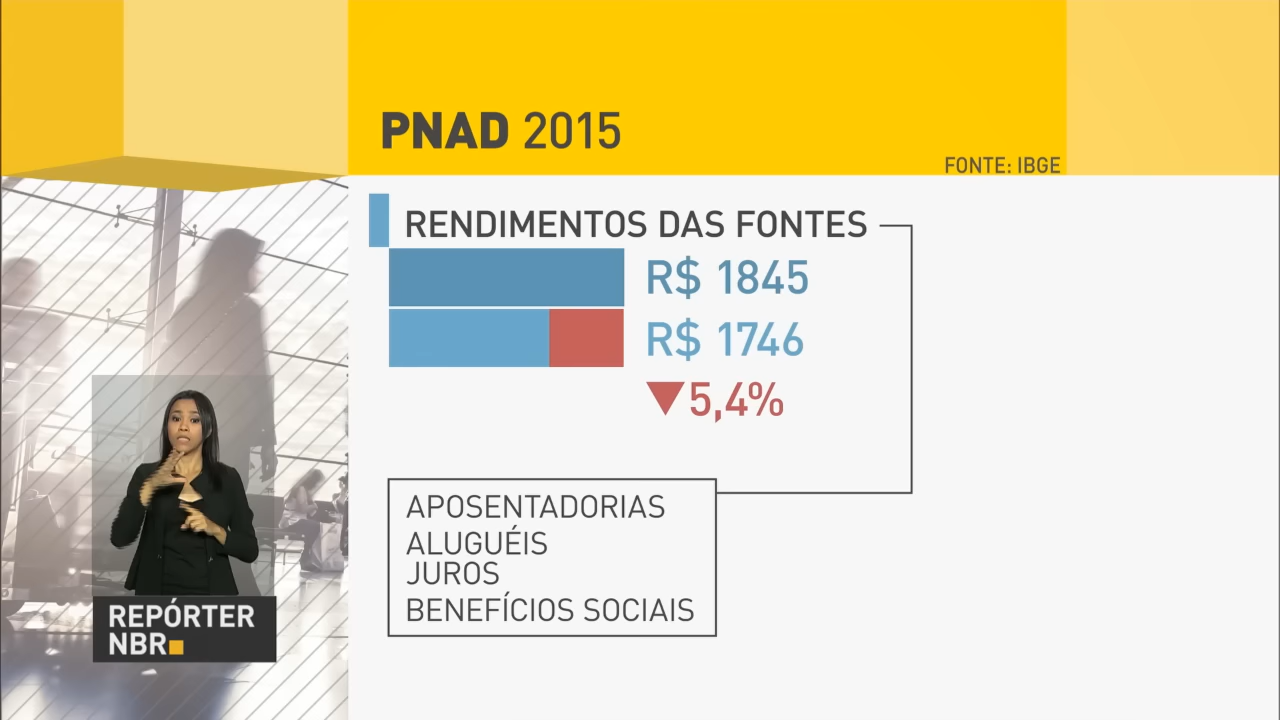 PNAD 2015
FONTE: IBGE
RENDIMENTOS DAS FONTES
R$ 1845
R$ 1746
▼5,4%
APOSENTADORIAS
ALUGUÉIS
JUROS
BENEFÍCIOS SOCIAIS
REPÓRTER
NBR